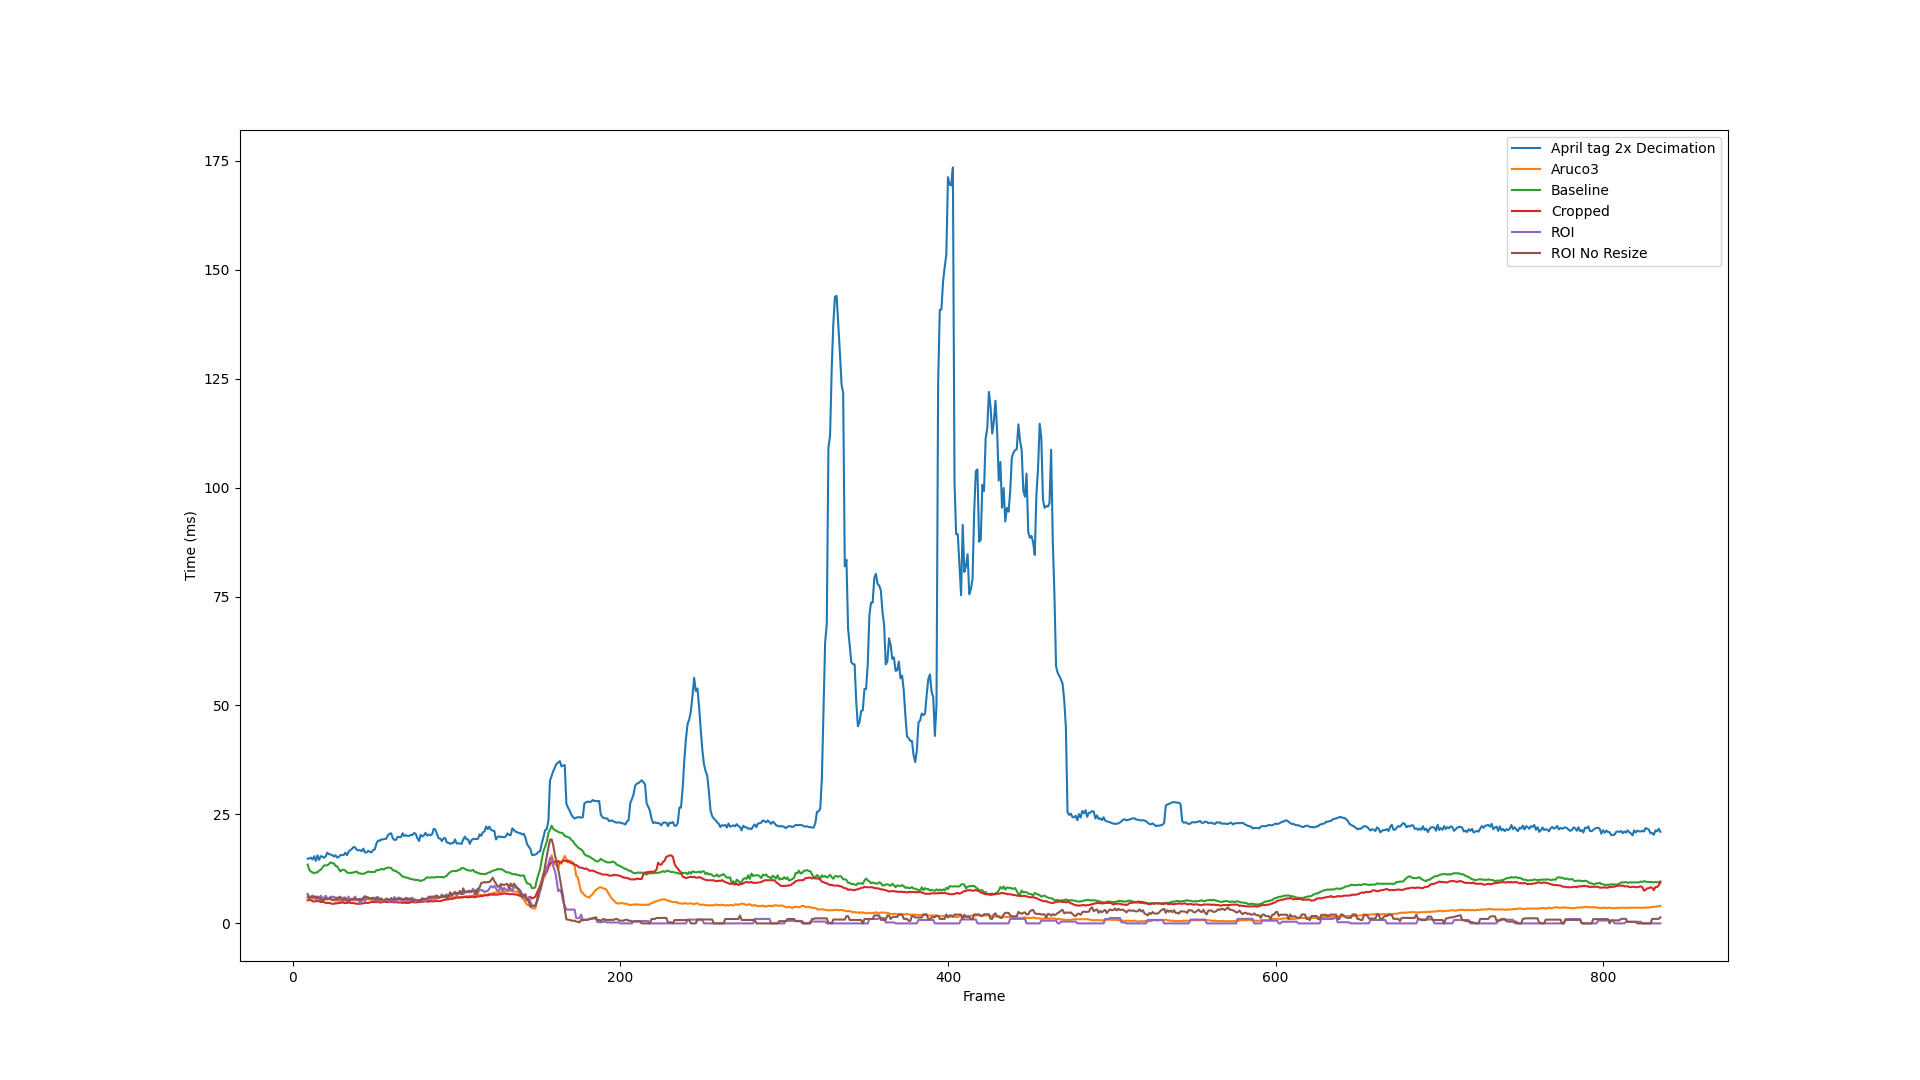 175
150
125
100
75
50
25
0
Time (ms)
0 200 400 600 800
Frame
April tag 2x Decimation
Aruco3
Baseline
Cropped
ROI
ROI No Resize